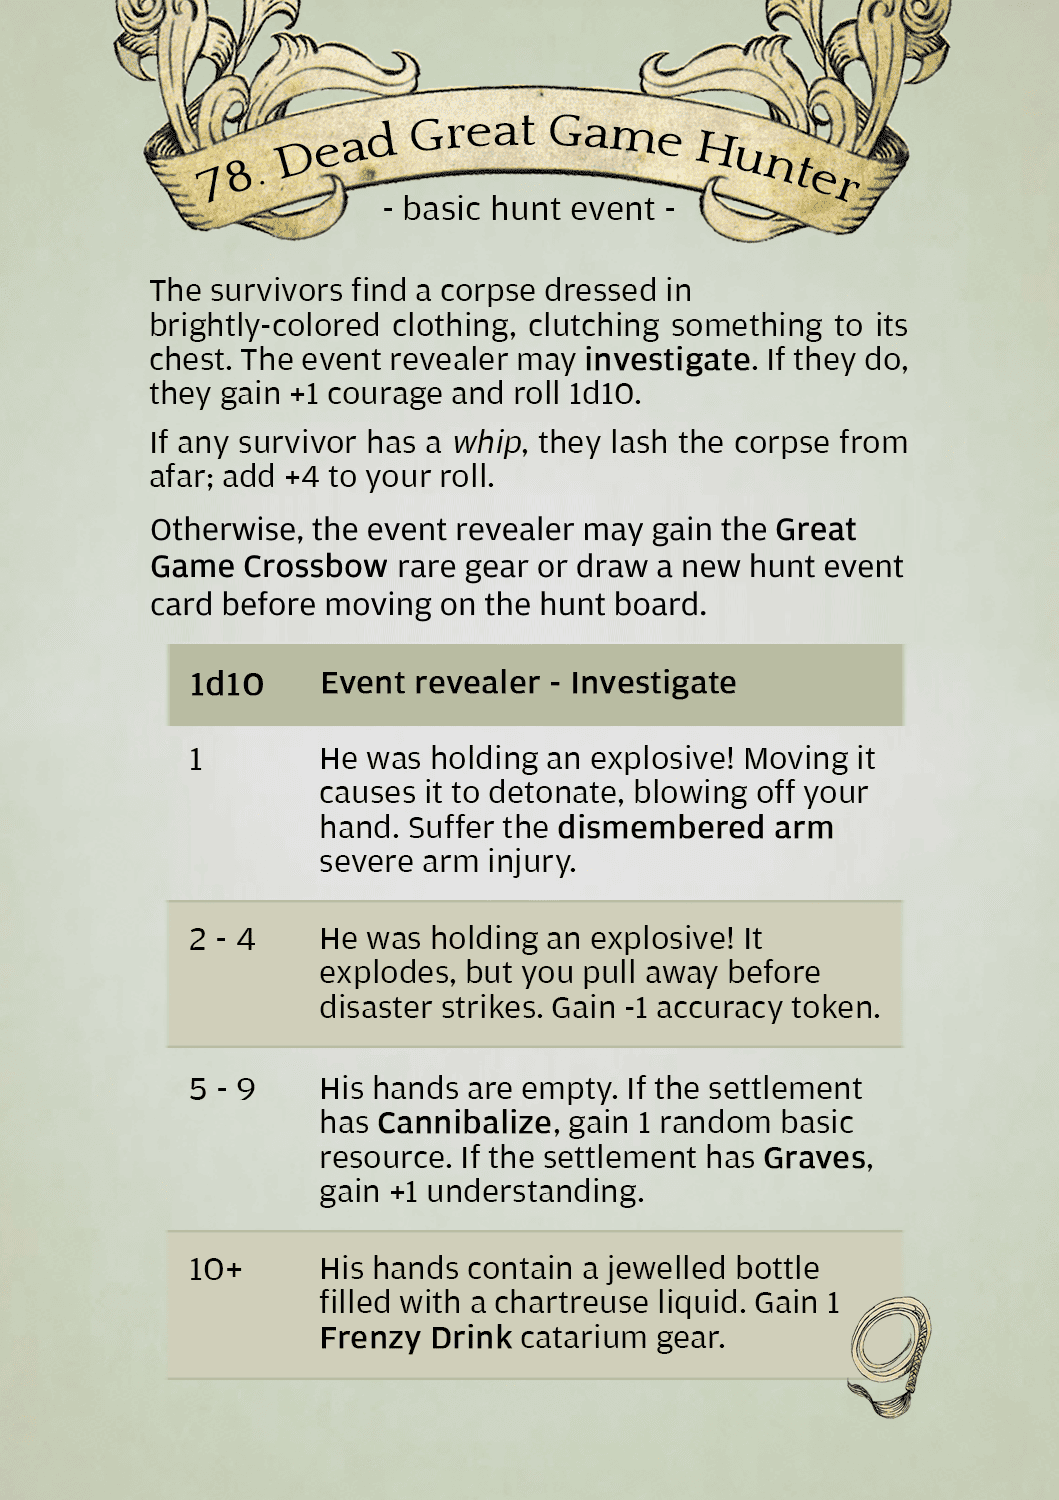 78. Dead Great Game Hunter
- basic hunt event -
The survivors find a corpse dressed in
brightly-colored clothing, clutching something to its
chest. The event revealer may investigate. If they do,
they gain +1 courage and roll 1d10.
If any survivor has a whip, they lash the corpse from
afar; add +4 to your roll.
Otherwise, the event revealer may gain the Great
Game Crossbow rare gear or draw a new hunt event
card before moving on the hunt board.
1d10 Event revealer - Investigate
1 He was holding an explosive! Moving it
causes it to detonate, blowing off your
hand. Suffer the dismembered arm
severe arm injury.
2 - 4 He was holding an explosive! It
explodes, but you pull away before
disaster strikes. Gain -1 accuracy token.
5 - 9 His hands are empty. If the settlement
has Cannibalize, gain 1 random basic
resource. If the settlement has Graves,
gain +1 understanding.
10+ His hands contain a jewelled bottle
filled with a chartreuse liquid. Gain 1
Frenzy Drink catarium gear.